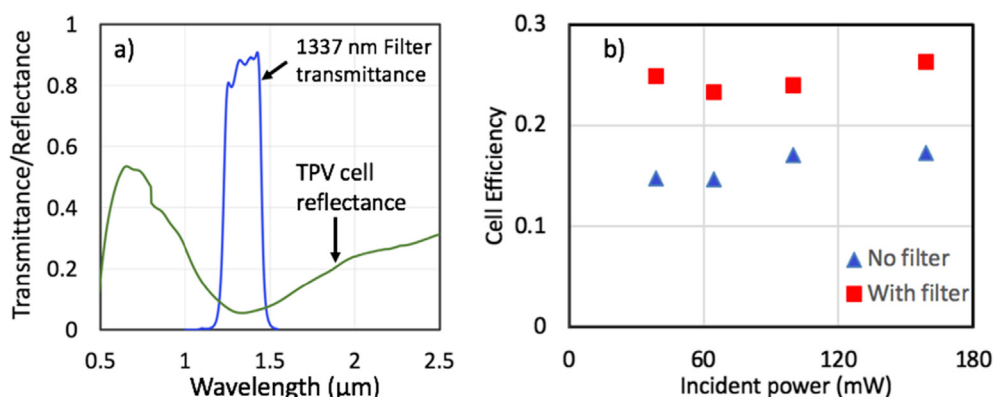 a)
1337 nm Filter
transmittance
TPV cell
reflectance
Transmittance/Reflectance
1
0.8
0.6
0.4
0.2
0
0.5
1
1.5
2
2.5
Wavelength (μm)
b)
Cell Efficiency
0.3
0.2
0.1
0
No filter
With filter
0
60
120
180
Incident power (mW)